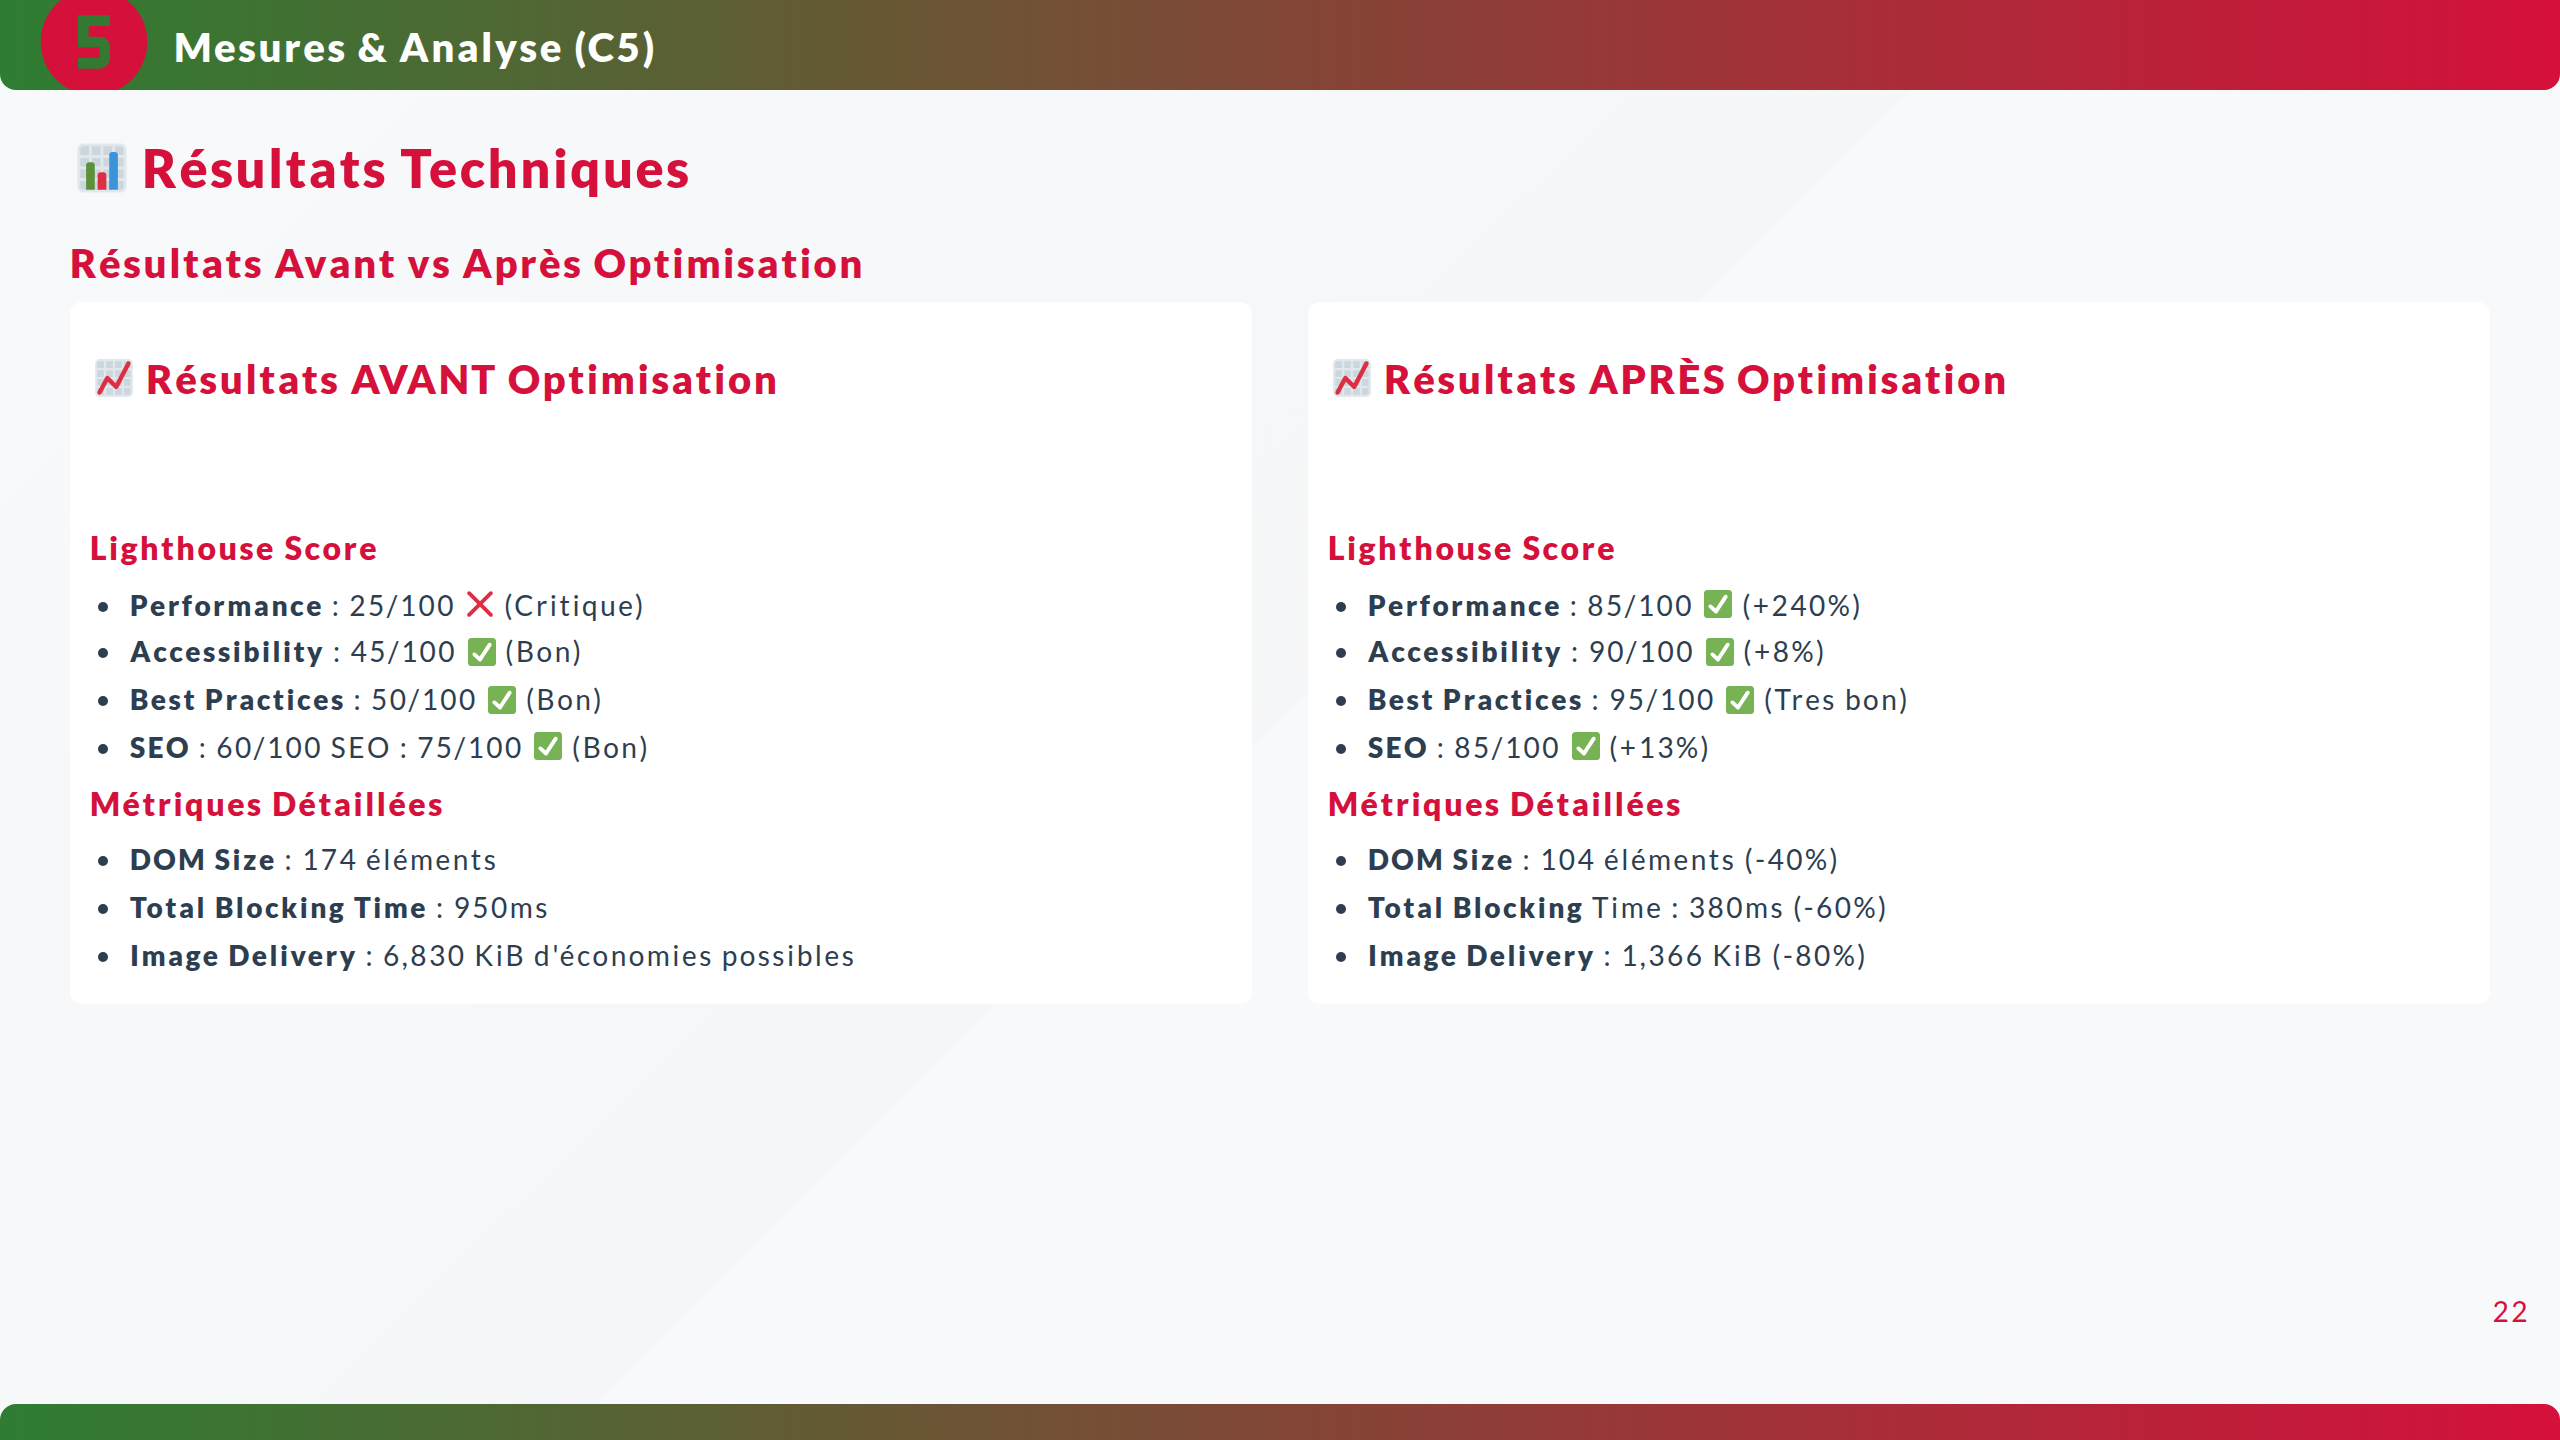 5
Mesures & Analyse (C5)
Résultats Techniques
Résultats Avant vs Après Optimisation
Résultats AVANT Optimisation
Lighthouse Score
Performance : 25/100 ❌ (Critique)
Accessibility : 45/100 ✅ (Bon)
Best Practices : 50/100 ✅ (Bon)
SEO : 60/100 SEO : 75/100 ✅ (Bon)
Métriques Détaillées
DOM Size : 174 éléments
Total Blocking Time : 950ms
Image Delivery : 6,830 KiB d'économies possibles
Résultats APRÈS Optimisation
Lighthouse Score
Performance : 85/100 ✅ (+240%)
Accessibility : 90/100 ✅ (+8%)
Best Practices : 95/100 ✅ (Tres bon)
SEO : 85/100 ✅ (+13%)
Métriques Détaillées
DOM Size : 104 éléments (-40%)
Total Blocking Time : 380ms (-60%)
Image Delivery : 1,366 KiB (-80%)
22